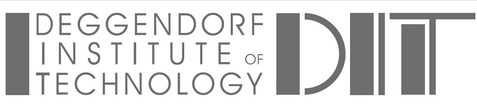 DEGGENDORF
INSTITUTE OF
TECHNOLOGY
DIT